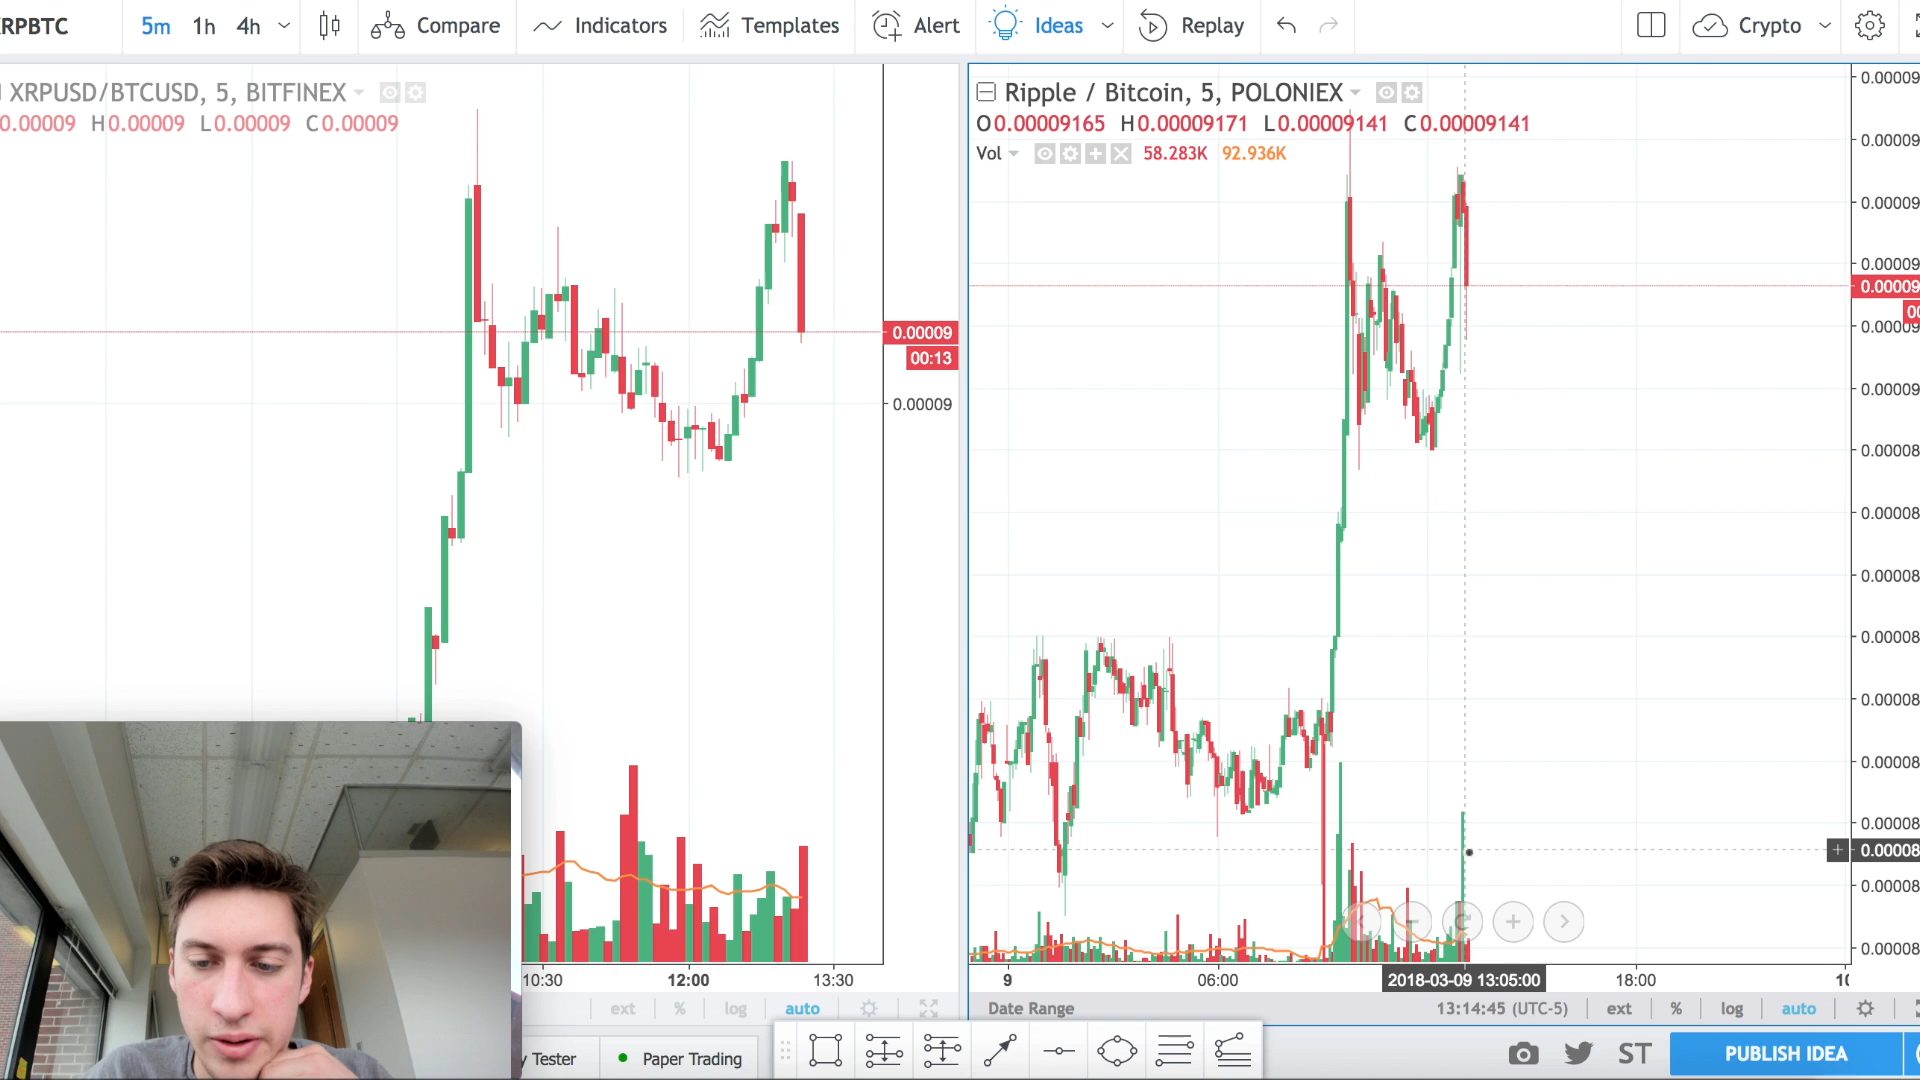 RPBTC 5m 1h 4h Compare Indicators Templates Alert Ideas Replay Crypto
XRPUSD/BTCUSD, 5, BITFINEX
0.00009 H0.00009 L0.00009 C0.00009
0.00009
00:13
0.00009
10:30 12:00 13:30
ext % log auto
Ripple / Bitcoin, 5, POLONIEX
O0.00009165 H0.00009171 L0.00009141 C0.00009141
Vol 58.283K 92.936K
0.00009
0.00009
0.00009
0.00009
0.00009
00
0.00009
0.00009
0.00008
0.00008
0.00008
0.00008
0.00008
0.00008
0.00008
0.00008
0.00008
0.00008
9 06:00 2018-03-09 13:05:00 18:00 10
Date Range 13:14:45 (UTC-5) ext % log auto
y Tester Paper Trading ST PUBLISH IDEA